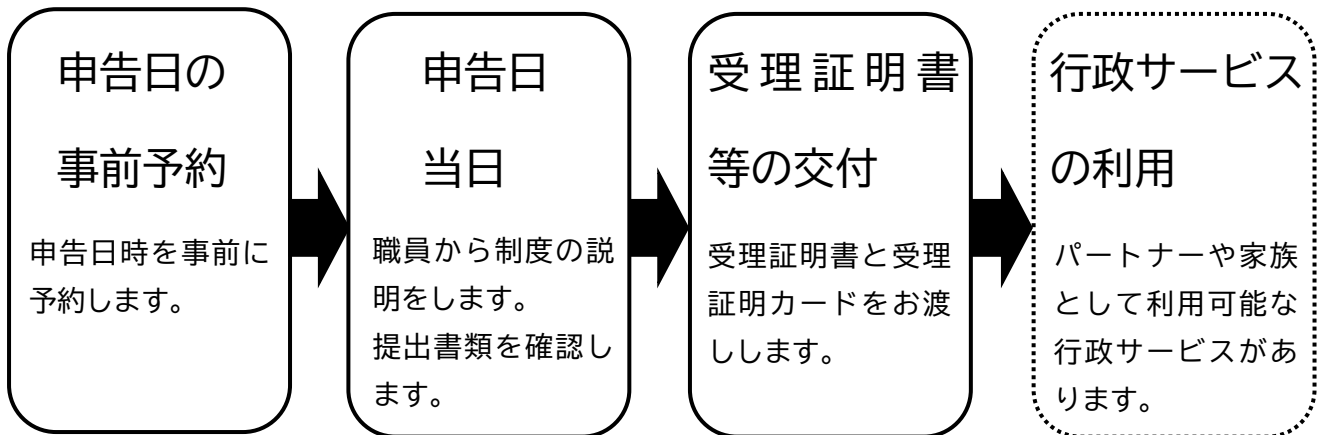 申告日の
事前予約
申告日時を事前に
予約します。
申告日
当日
職員から制度の説
明をします。
提出書類を確認し
ます。
受理証明書
等の交付
受理証明書と受理
証明カードをお渡
しします。
行政サービス
の利用
パートナーや家族
として利用可能な
行政サービスがあ
ります。